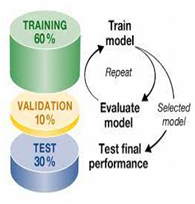 TRAINING
60%
Train
model
Repeat
VALIDATION
10%
Evaluate
model
Selected
model
TEST
30%
Test final
performance